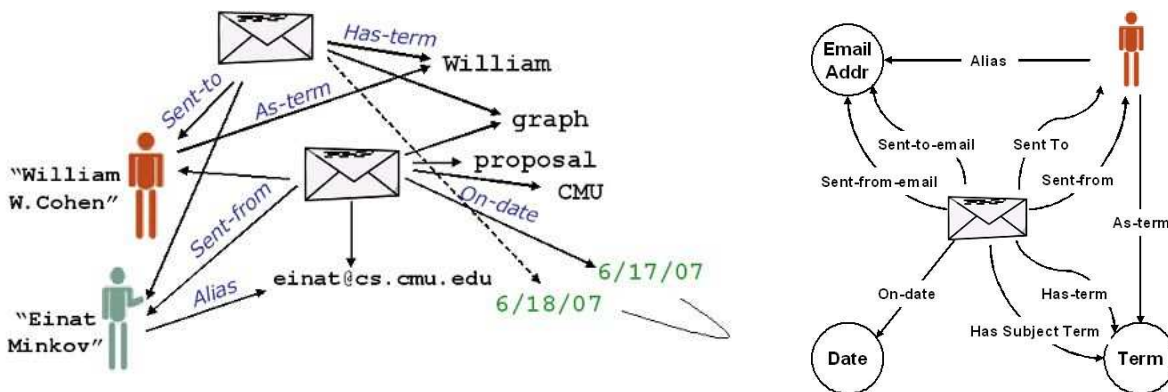 Has-term
William
Sent-to
As-term
graph
"William
W.Cohen"
proposal
CMU
On-date
Sent-from
einat@cs.cmu.edu
6/17/07
6/18/07
Alias
"Einat
Minkov"
Email
Addr
Alias
Sent-to-email
Sent To
Sent-from-email
Sent-from
As-term
On-date
Has-term
Has Subject Term
Date
Term